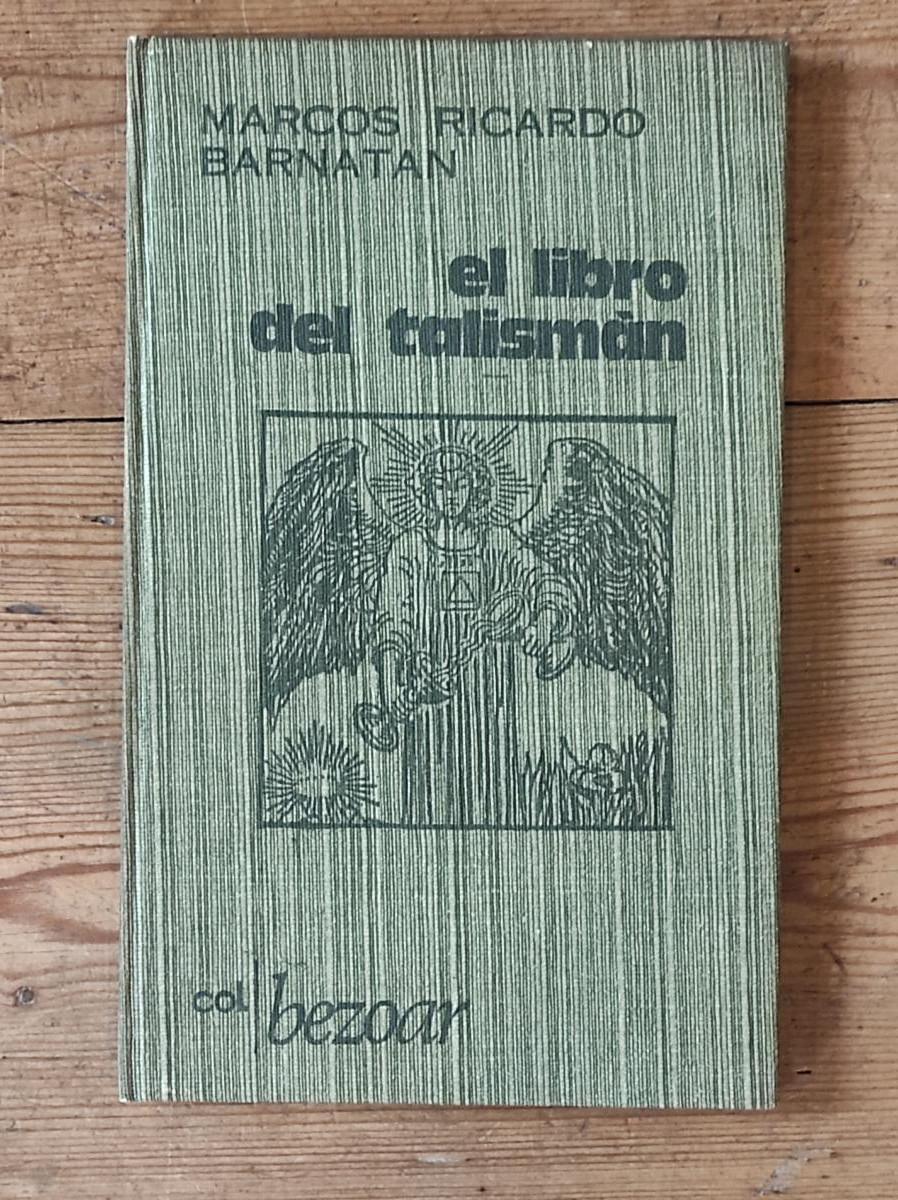 MARCOS RICARDO
BARNATAN
el libro
del talismán
col bezoar